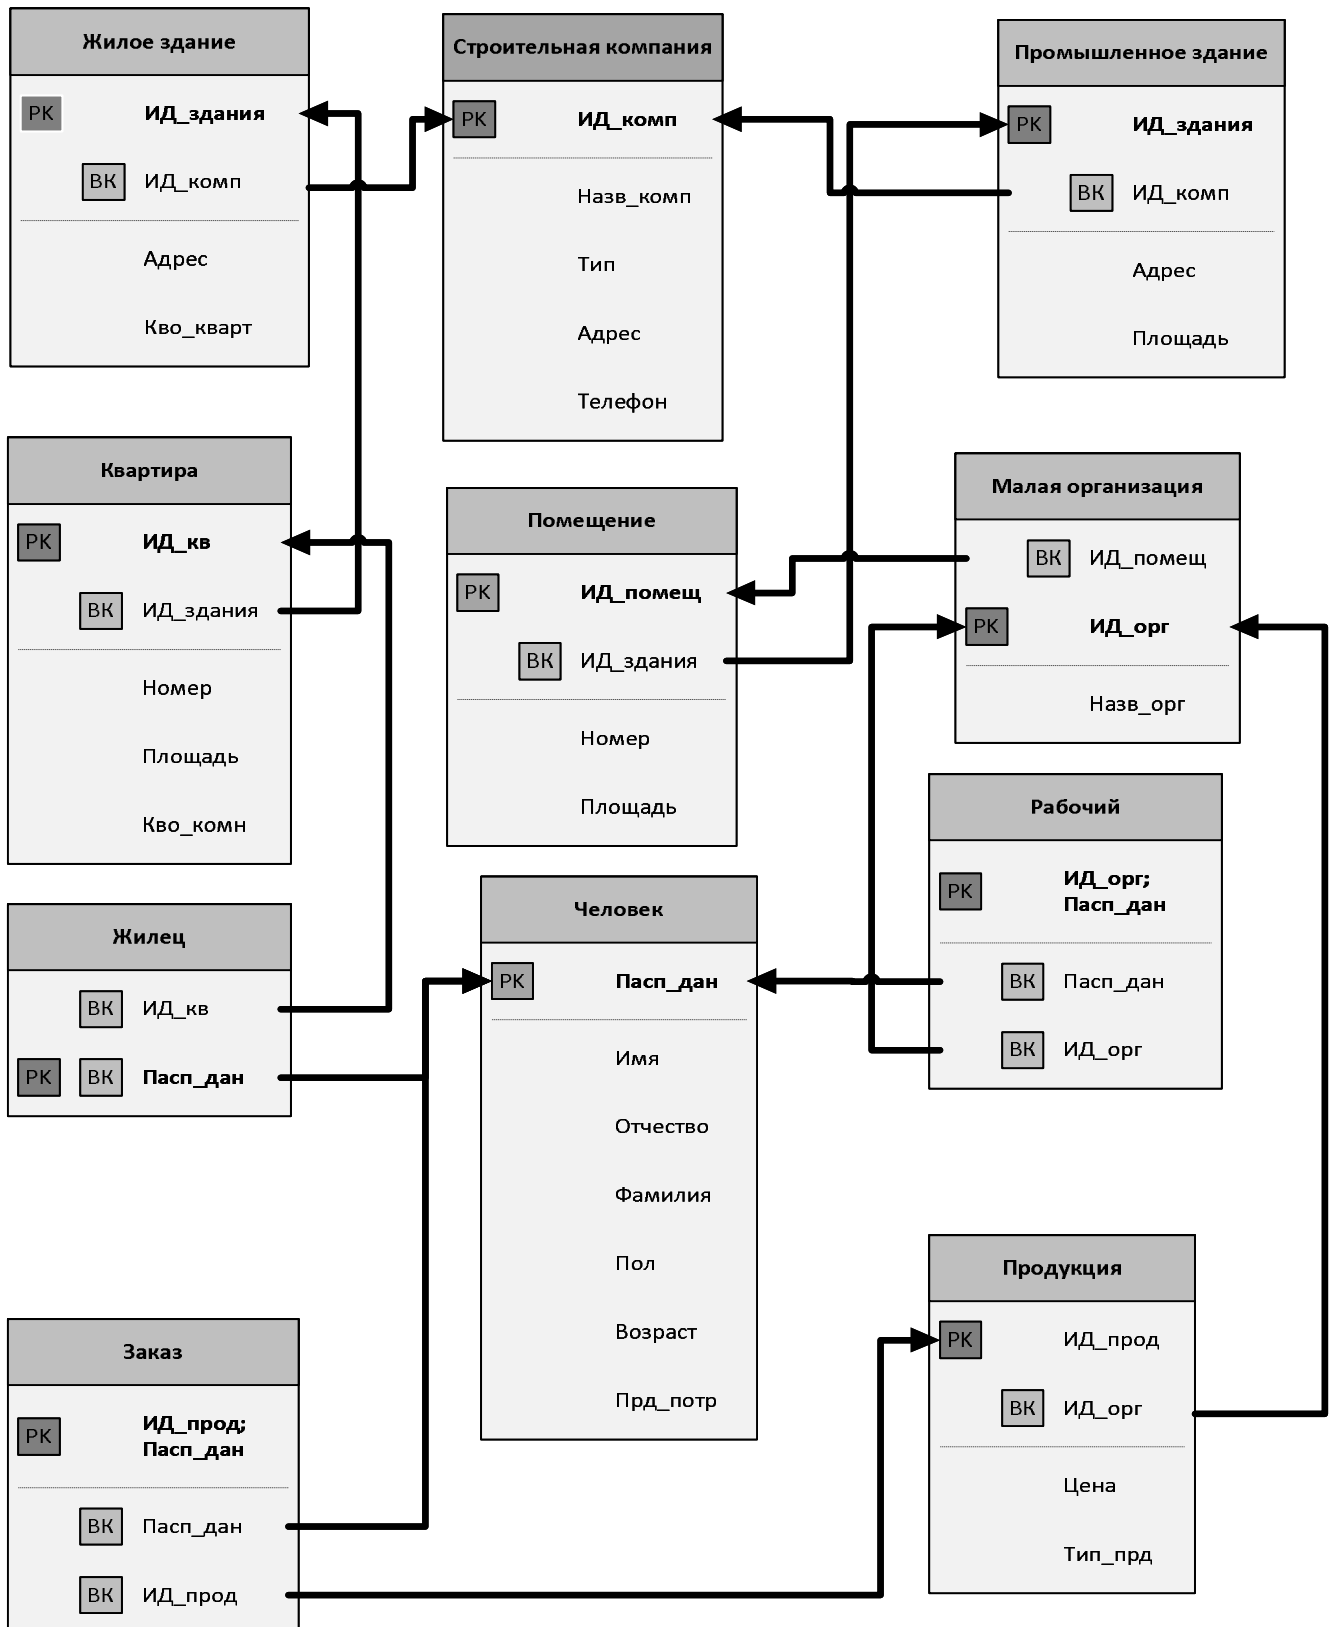 Жилое здание
PK ИД_здания
ВК ИД_комп
Адрес
Кво_кварт
Строительная компания
PK ИД_комп
Назв_комп
Тип
Адрес
Телефон
Промышленное здание
PK ИД_здания
ВК ИД_комп
Адрес
Площадь
Квартира
PK ИД_кв
ВК ИД_здания
Номер
Площадь
Кво_комн
Помещение
PK ИД_помещ
ВК ИД_здания
Номер
Площадь
Малая организация
ВК ИД_помещ
PK ИД_орг
Назв_орг
Жилец
ВК ИД_кв
PK ВК Пасп_дан
Человек
PK Пасп_дан
Имя
Отчество
Фамилия
Пол
Возраст
Прд_потр
Рабочий
PK ИД_орг;
Пасп_дан
ВК Пасп_дан
ВК ИД_орг
Заказ
PK ИД_прод;
Пасп_дан
ВК Пасп_дан
ВК ИД_прод
Продукция
PK ИД_прод
ВК ИД_орг
Цена
Тип_прд